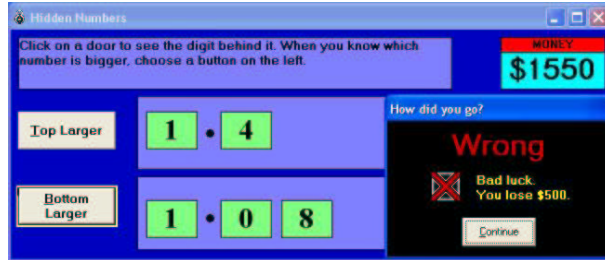 Hidden Numbers
Click on a door to see the digit behind it. When you know which
number is bigger, choose a button on the left.
MONEY
$1550
How did you go?
Top Larger
1 . 4
Wrong
Bad luck.
You lose $500.
Bottom
Larger
1 . 0 8
Continue